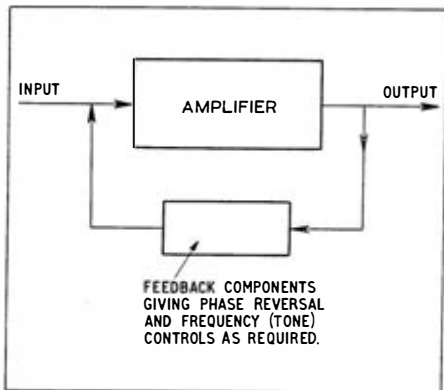 INPUT
AMPLIFIER
OUTPUT
FEEDBACK COMPONENTS
GIVING PHASE REVERSAL
AND FREQUENCY (TONE)
CONTROLS AS REQUIRED.